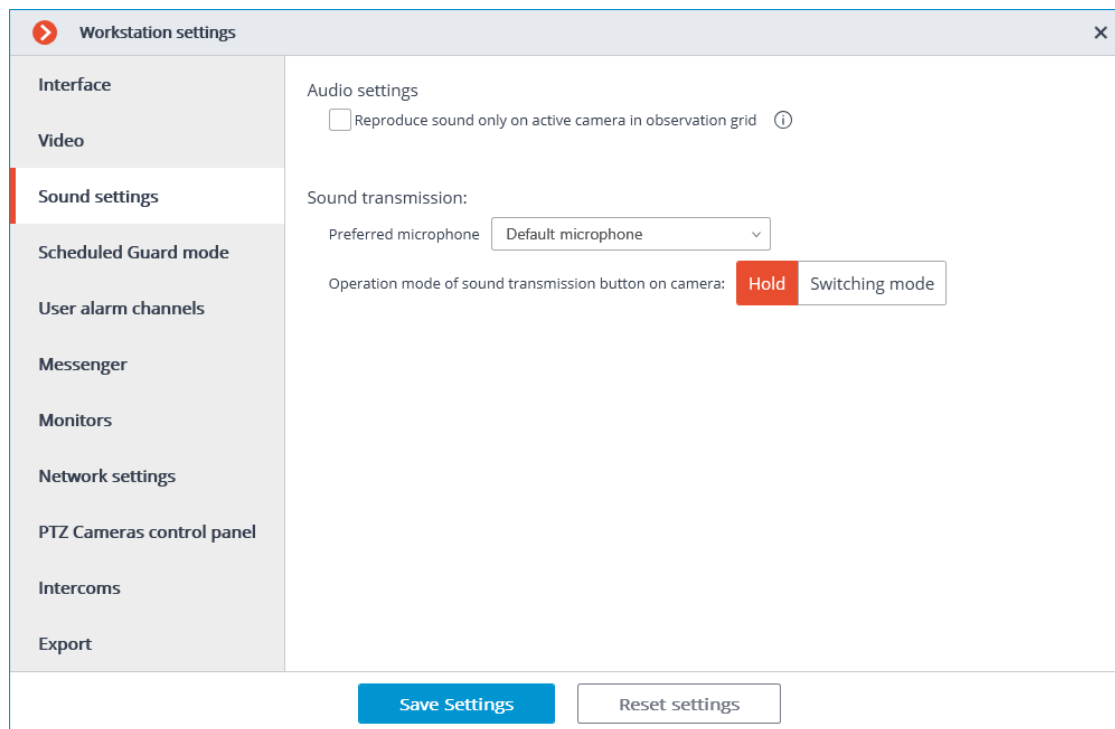 Workstation settings
Interface
Video
Sound settings
Scheduled Guard mode
User alarm channels
Messenger
Monitors
Network settings
PTZ Cameras control panel
Intercoms
Export
Audio settings
Reproduce sound only on active camera in observation grid
Sound transmission:
Preferred microphone Default microphone
Operation mode of sound transmission button on camera: Hold Switching mode
Save Settings Reset settings